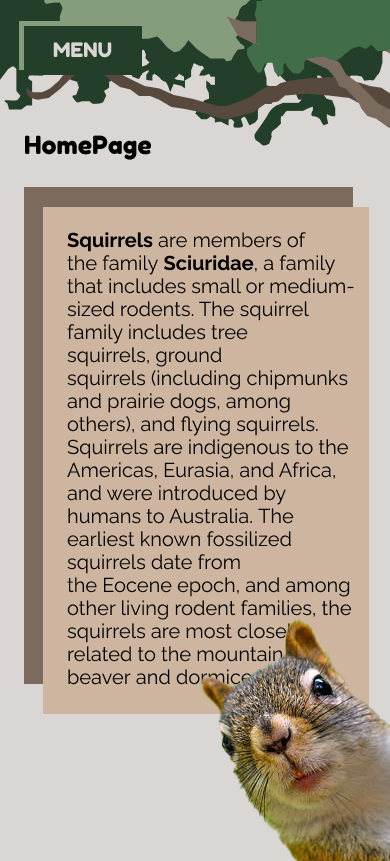 MENU
HomePage
Squirrels are members of
the family Sciuridae, a family
that includes small or medium-
sized rodents. The squirrel
family includes tree
squirrels, ground
squirrels (including chipmunks
and prairie dogs, among
others), and flying squirrels.
Squirrels are indigenous to the
Americas, Eurasia, and Africa,
and were introduced by
humans to Australia. The
earliest known fossilized
squirrels date from
the Eocene epoch, and among
other living rodent families, the
squirrels are most closel
related to the mountain
beaver and dormice